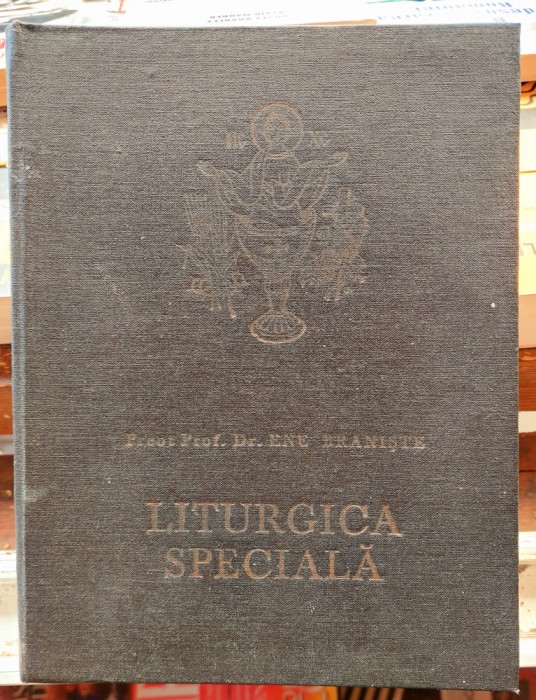 Preot Prof. Dr. ENE BRANIȘTE
LITURGICA
SPECIALĂ